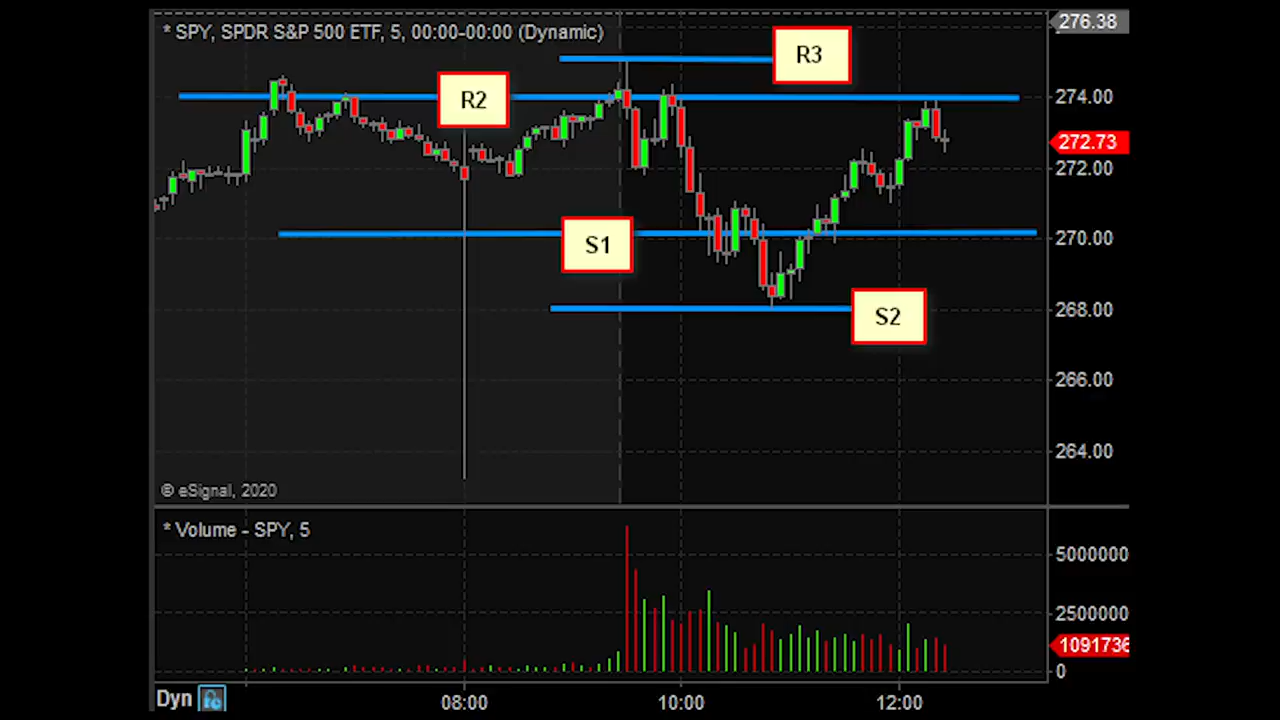 276.38
* SPY, SPDR S&P 500 ETF, 5, 00:00-00:00 (Dynamic)
R3
R2
274.00
272.73
272.00
S1
270.00
S2
268.00
266.00
264.00
© eSignal, 2020
* Volume - SPY, 5
5000000
2500000
1091736
0
Dyn
08:00
10:00
12:00